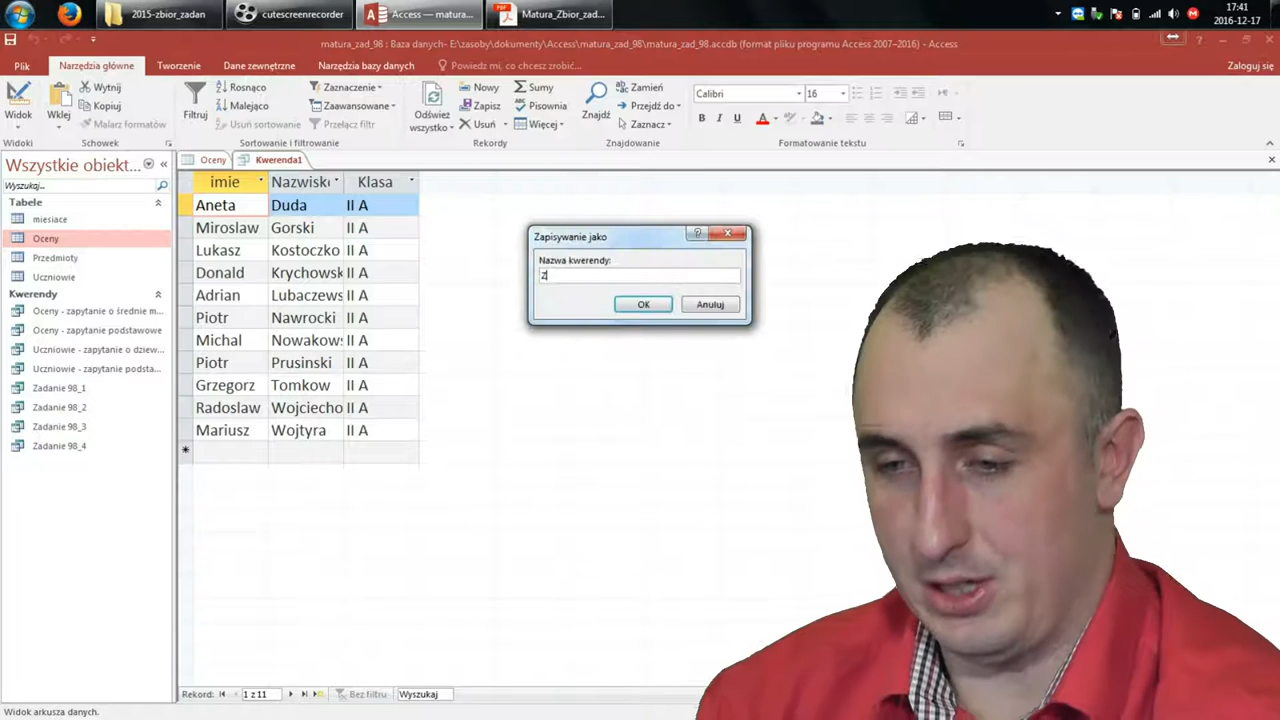 2015-zbior_zadan
cutescreenrecorder
Access — matura...
Matura_Zbior_zad...
17:41
2016-12-17
matura_zad_98 : Baza danych- E:\zasoby\dokumenty\Access\matura_zad_98\matura_zad_98.accdb (format pliku programu Access 2007–2016) - Access
Plik
Narzędzia główne
Tworzenie
Dane zewnętrzne
Narzędzia bazy danych
Powiedz mi, co chcesz zrobić...
Zaloguj się
Widok
Widoki
Wklej
Wytnij
Kopiuj
Malarz formatów
Schowek
Filtruj
Rosnąco
Malejąco
Usuń sortowanie
Zaznaczenie
Zaawansowane
Przełącz filtr
Sortowanie i filtrowanie
Odśwież
wszystko
Nowy
Zapisz
Usuń
Sumy
Pisownia
Więcej
Rekordy
Znajdź
Zamień
Przejdź do
Zaznacz
Znajdowanie
Calibri
16
B I U
A
Formatowanie tekstu
Wszystkie obiekt...
Wyszukaj...
Tabele
miesiace
Oceny
Przedmioty
Uczniowie
Kwerendy
Oceny - zapytanie o średnie m...
Oceny - zapytanie podstawowe
Uczniowie - zapytanie o dziew...
Uczniowie - zapytanie podsta...
Zadanie 98_1
Zadanie 98_2
Zadanie 98_3
Zadanie 98_4
Oceny
Kwerenda1
imie Nazwisk Klasa
Aneta Duda II A
Miroslaw Gorski II A
Lukasz Kostoczko II A
Donald Krychowsk II A
Adrian Lubaczews II A
Piotr Nawrocki II A
Michal Nowakows II A
Piotr Prusinski II A
Grzegorz Tomkow II A
Radoslaw Wojciecho II A
Mariusz Wojtyra II A
Zapisywanie jako
Nazwa kwerendy:
Z
OK
Anuluj
Rekord: 1 z 11
Bez filtru
Wyszukaj
Widok arkusza danych.